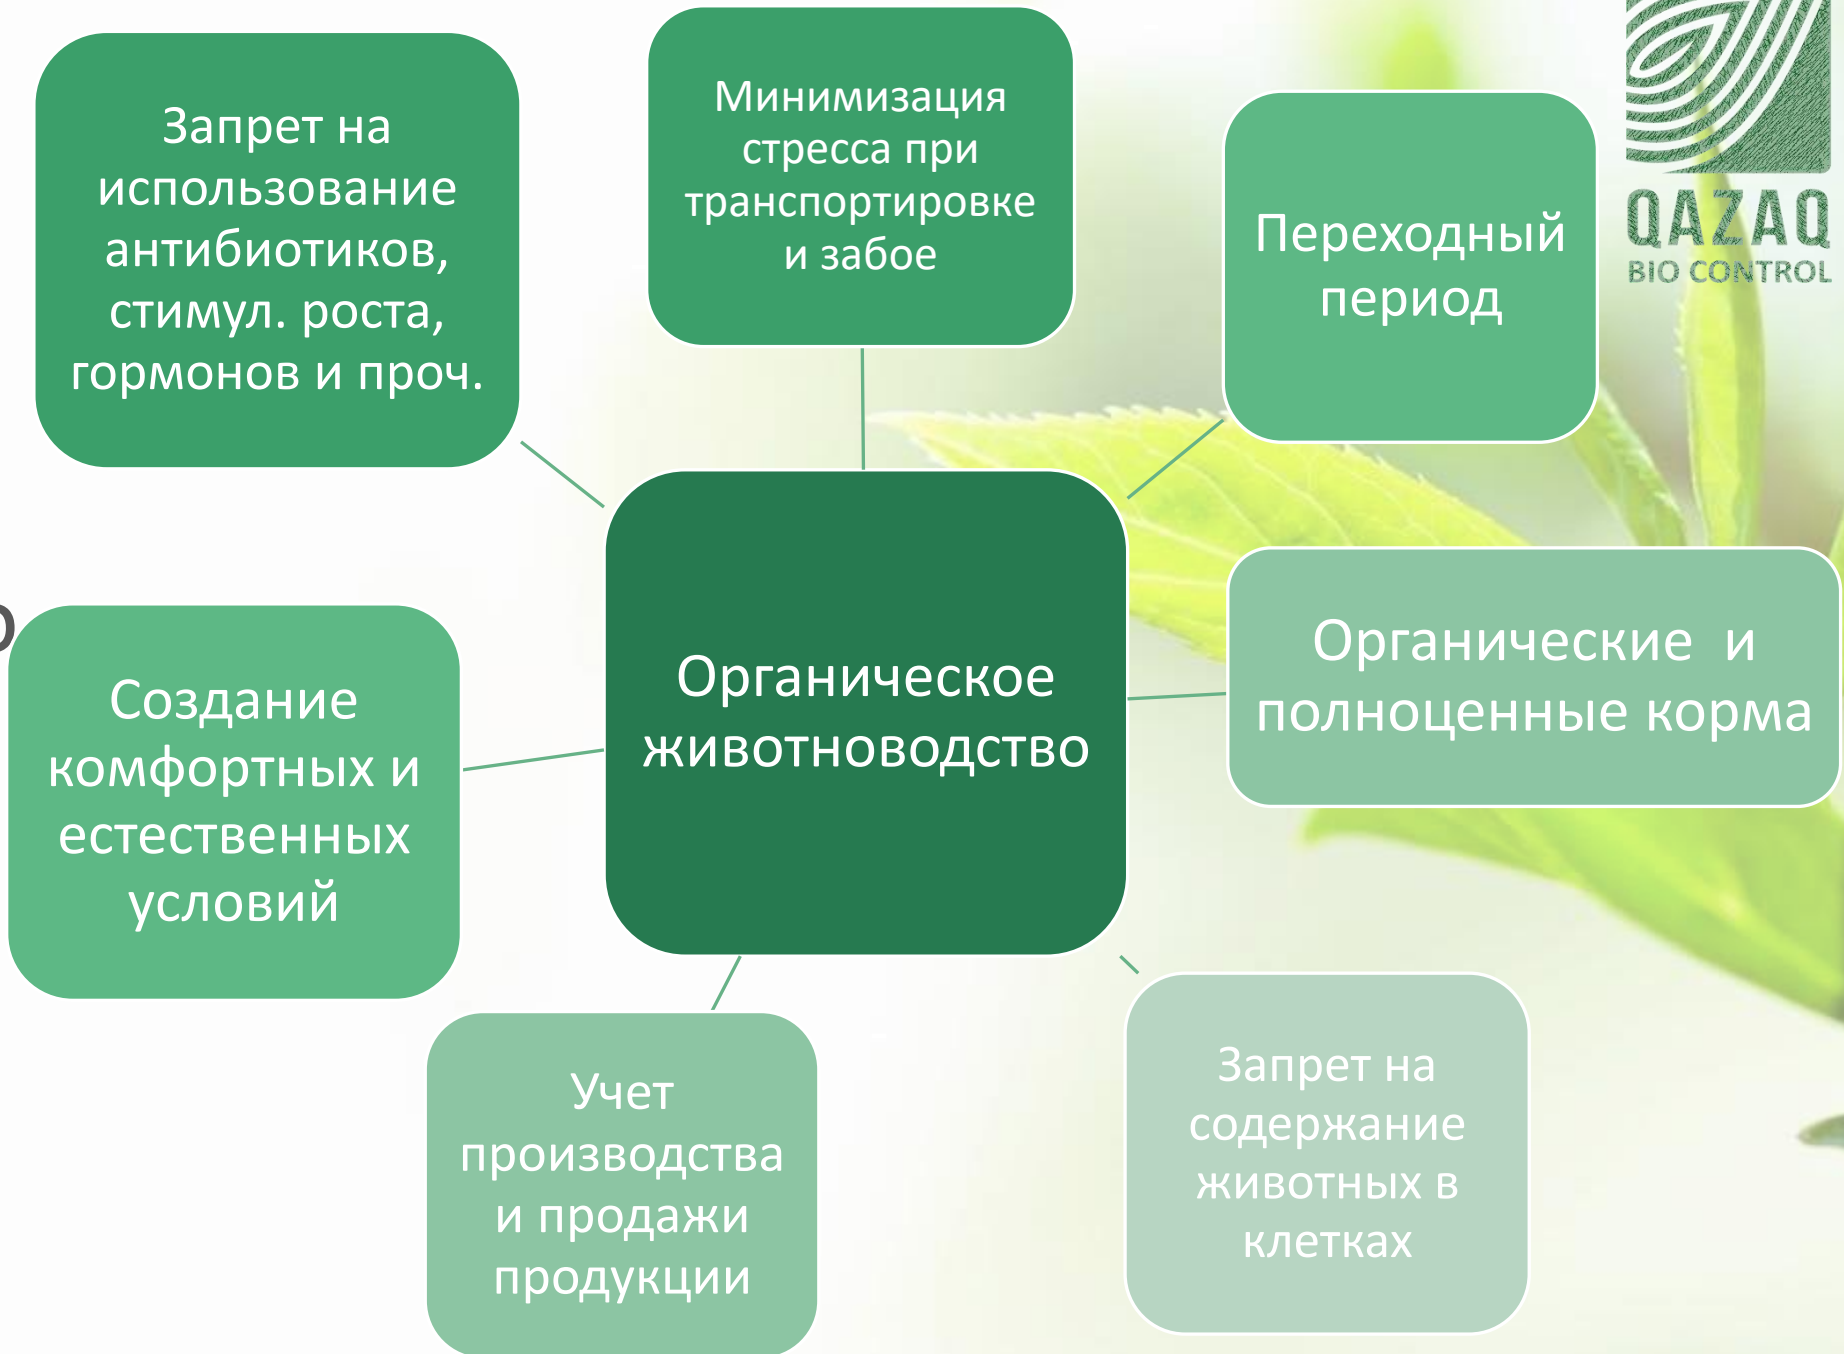 Запрет на
использование
антибиотиков,
стимул. роста,
гормонов и проч.
Минимизация
стресса при
транспортировке
и забое
Переходный
период
QAZAQ
BIO CONTROL
Органическое
животноводство
Органические  и
полноценные корма
Создание
комфортных и
естественных
условий
Учет
производства
и продажи
продукции
Запрет на
содержание
животных в
клетках